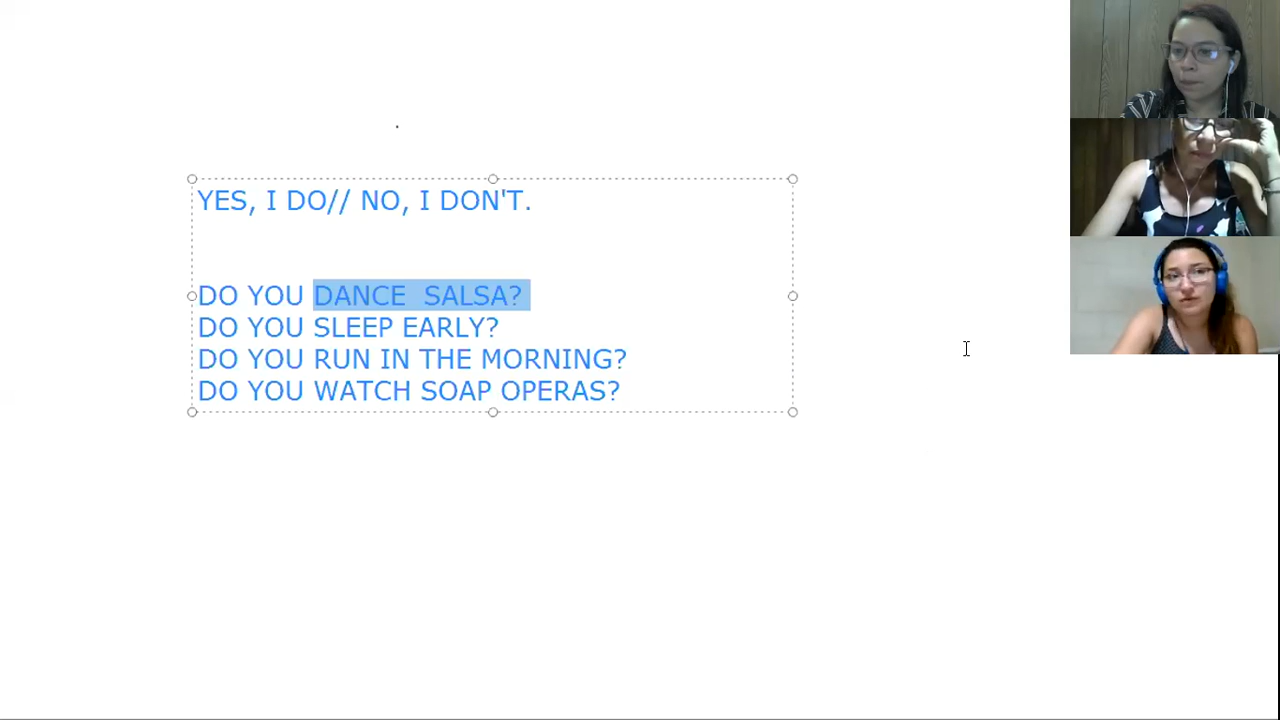 YES, I DO// NO, I DON'T.
DO YOU DANCE  SALSA?
DO YOU SLEEP EARLY?
DO YOU RUN IN THE MORNING?
DO YOU WATCH SOAP OPERAS?